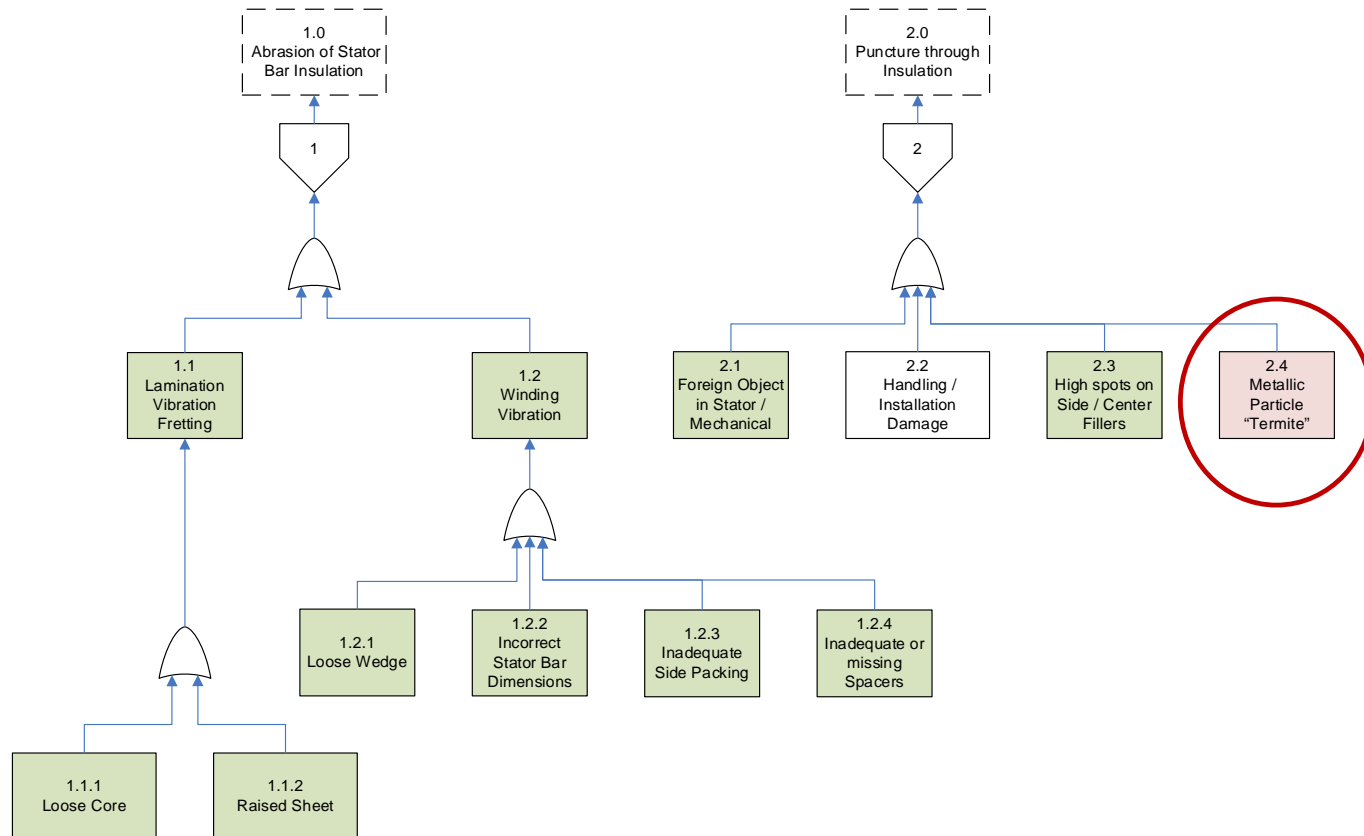 1.0
Abrasion of Stator
Bar Insulation
2.0
Puncture through
Insulation
1
2
1.1
Lamination
Vibration
Fretting
1.2
Winding
Vibration
2.1
Foreign Object
in Stator /
Mechanical
2.2
Handling /
Installation
Damage
2.3
High spots on
Side / Center
Fillers
2.4
Metallic
Particle
“Termite”
1.2.1
Loose Wedge
1.2.2
Incorrect
Stator Bar
Dimensions
1.2.3
Inadequate
Side Packing
1.2.4
Inadequate or
missing
Spacers
1.1.1
Loose Core
1.1.2
Raised Sheet